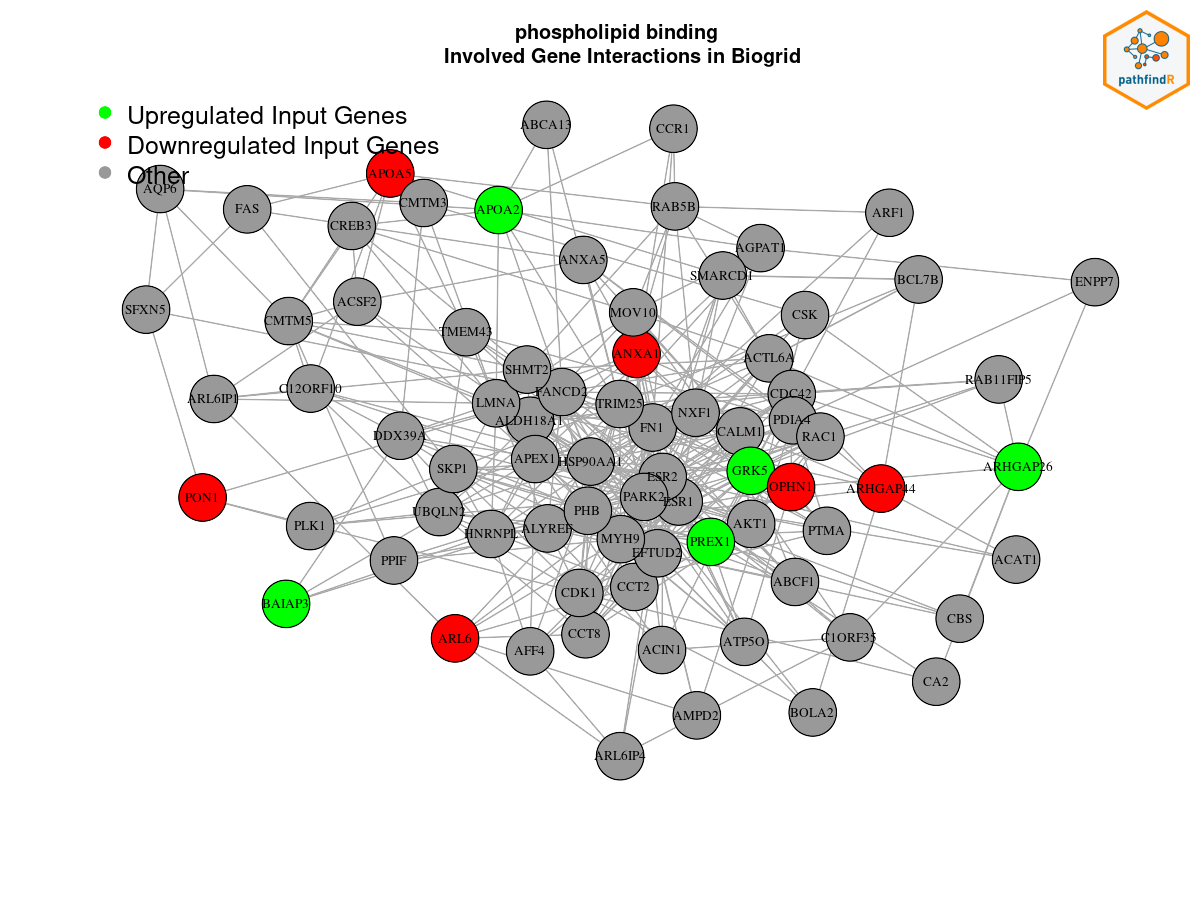 phospholipid binding
Involved Gene Interactions in Biogrid
pathfindR
Upregulated Input Genes
Downregulated Input Genes
Other
ABCA13
CCR1
APOA5
AQP6
CMTM3
FAS
APOA2
RAB5B
ARF1
CREB3
AGPAT1
ANXA5
SMARCD1
BCL7B
ENPP7
ACSF2
SFXN5
MOV10
CSK
CMTM5
TMEM43
ANXA1
ACTL6A
SHMT2
RAB11FIP5
C12ORF10
FANCD2
CDC42
ARL6IP1
LMNA
TRIM25
NXF1
ALDH18A1
PDIA4
FN1
CALM1
DDX39A
RAC1
APEX1
HSP90AA1
SKP1
GRK5
ARHGAP26
ESR2
OPHN1
ARHGAP44
PON1
PARK2
ESR1
UBQLN2
PHB
PLK1
HNRNPL
ALYREF
AKT1
PTMA
MYH9
PREX1
EFTUD2
PPIF
ACAT1
ABCF1
CCT2
CDK1
BAIAP3
CBS
CCT8
ARL6
C1ORF35
AFF4
ACIN1
ATP5O
CA2
AMPD2
BOLA2
ARL6IP4